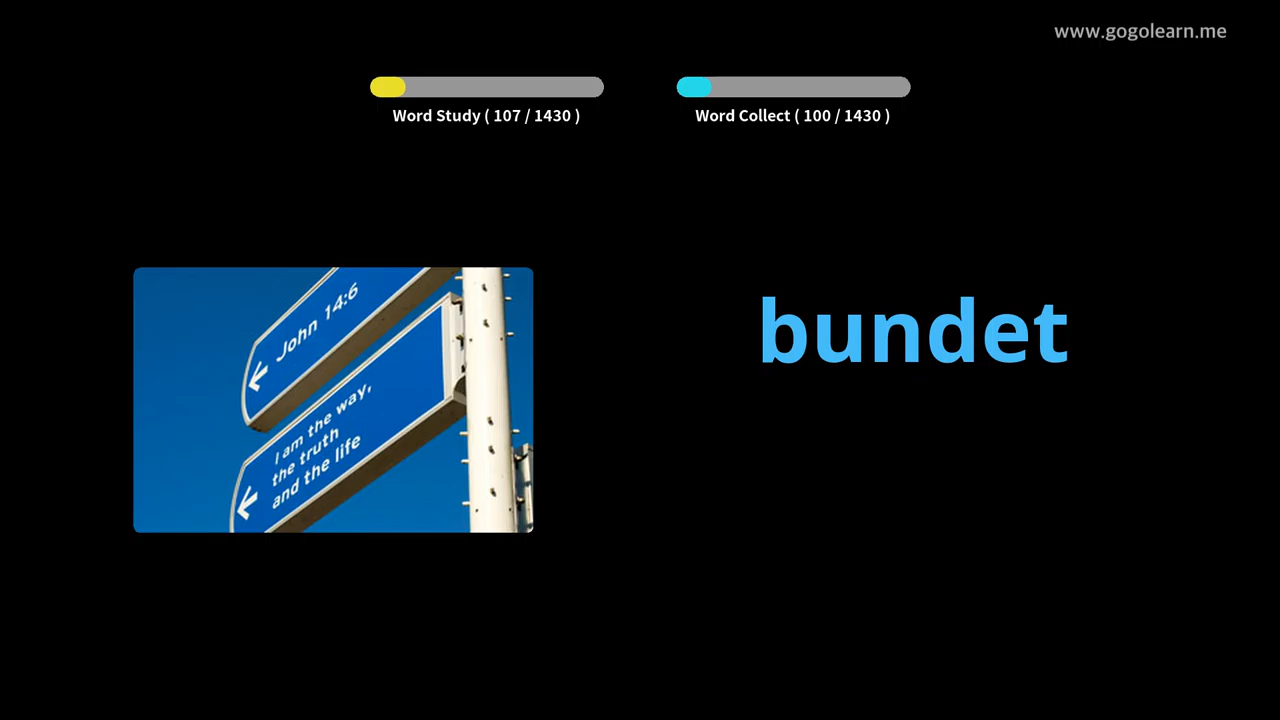 www.gogolearn.me
Word Study ( 107 / 1430 )
Word Collect ( 100 / 1430 )
John 14:6
I am the way,
the truth
and the life
bundet